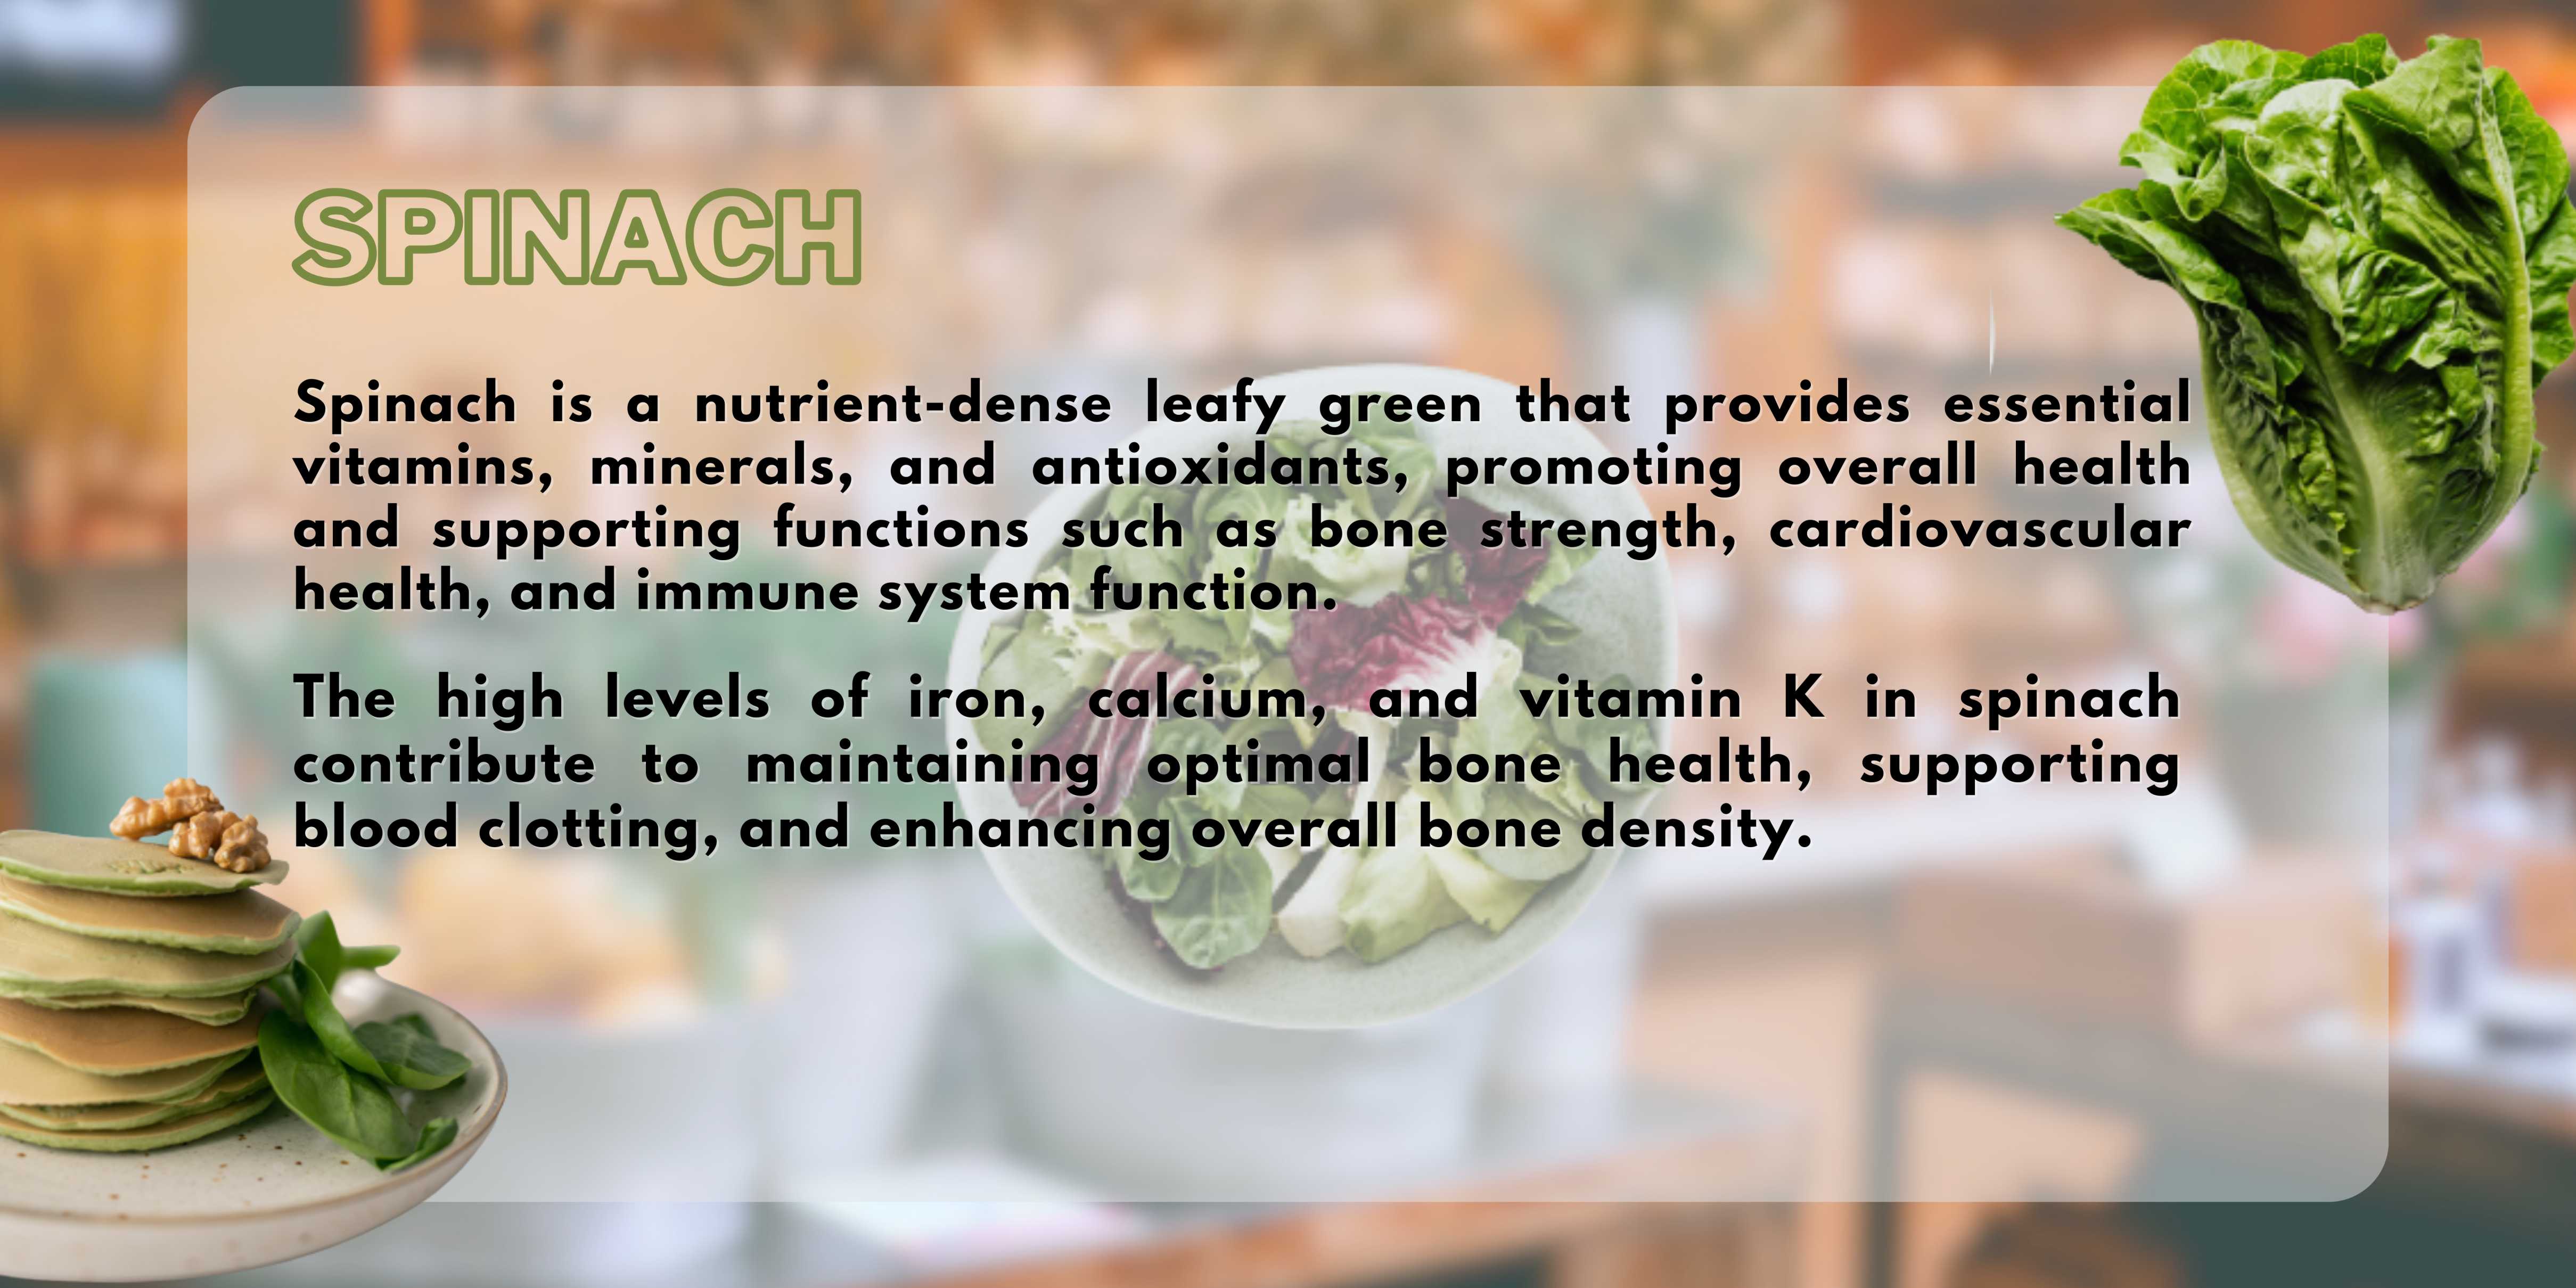 SPINACH
Spinach is a nutrient-dense leafy green that provides essential
vitamins, minerals, and antioxidants, promoting overall health
and supporting functions such as bone strength, cardiovascular
health, and immune system function.
The high levels of iron, calcium, and vitamin K in spinach
contribute to maintaining optimal bone health, supporting
blood clotting, and enhancing overall bone density.